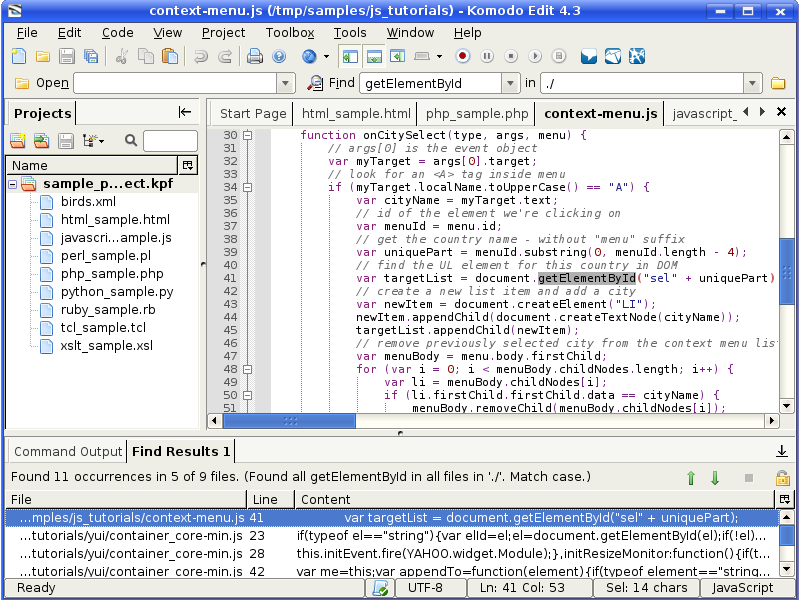 context-menu.js (/tmp/samples/js_tutorials) - Komodo Edit 4.3
File Edit Code View Project Toolbox Tools Window Help
Open Find getElementById in ./
Projects
Name
sample_p...ect.kpf
birds.xml
html_sample.html
javascri...ample.js
perl_sample.pl
php_sample.php
python_sample.py
ruby_sample.rb
tcl_sample.tcl
xslt_sample.xsl
Start Page html_sample.html php_sample.php context-menu.js javascript_
30 function onCitySelect(type, args, menu) {
31 // args[0] is the event object
32 var myTarget = args[0].target;
33 // look for an <A> tag inside menu
34 if (myTarget.localName.toUpperCase() == "A") {
35 var cityName = myTarget.text;
36 // id of the element we're clicking on
37 var menuId = menu.id;
38 // get the country name - without "menu" suffix
39 var uniquePart = menuId.substring(0, menuId.length - 4);
40 // find the UL element for this country in DOM
41 var targetList = document.getElementById("sel" + uniquePart)
42 // create a new list item and add a city
43 var newItem = document.createElement("LI");
44 newItem.appendChild(document.createTextNode(cityName));
45 targetList.appendChild(newItem);
46 // remove previously selected city from the context menu lis
47 var menuBody = menu.body.firstChild;
48 for (var i = 0; i < menuBody.childNodes.length; i++) {
49 var li = menuBody.childNodes[i];
50 if (li.firstChild.firstChild.data == cityName) {
51 menuBody.removeChild(menuBody.childNodes[i]);
Command Output Find Results 1
Found 11 occurrences in 5 of 9 files. (Found all getElementById in all files in './'. Match case.)
File Line Content
...mples/js_tutorials/context-menu.js 41 var targetList = document.getElementById("sel" + uniquePart);
...tutorials/yui/container_core-min.js 23 if(typeof el=="string"){var elId=el;el=document.getElementById(el);if(!el)...
...tutorials/yui/container_core-min.js 28 this.initEvent.fire(YAHOO.widget.Module);},initResizeMonitor:function(){if(t...
...tutorials/yui/container_core-min.js 42 var me=this;var appendTo=function(element){if(typeof element=="string...
Ready UTF-8 Ln: 41 Col: 53 Sel: 14 chars JavaScript